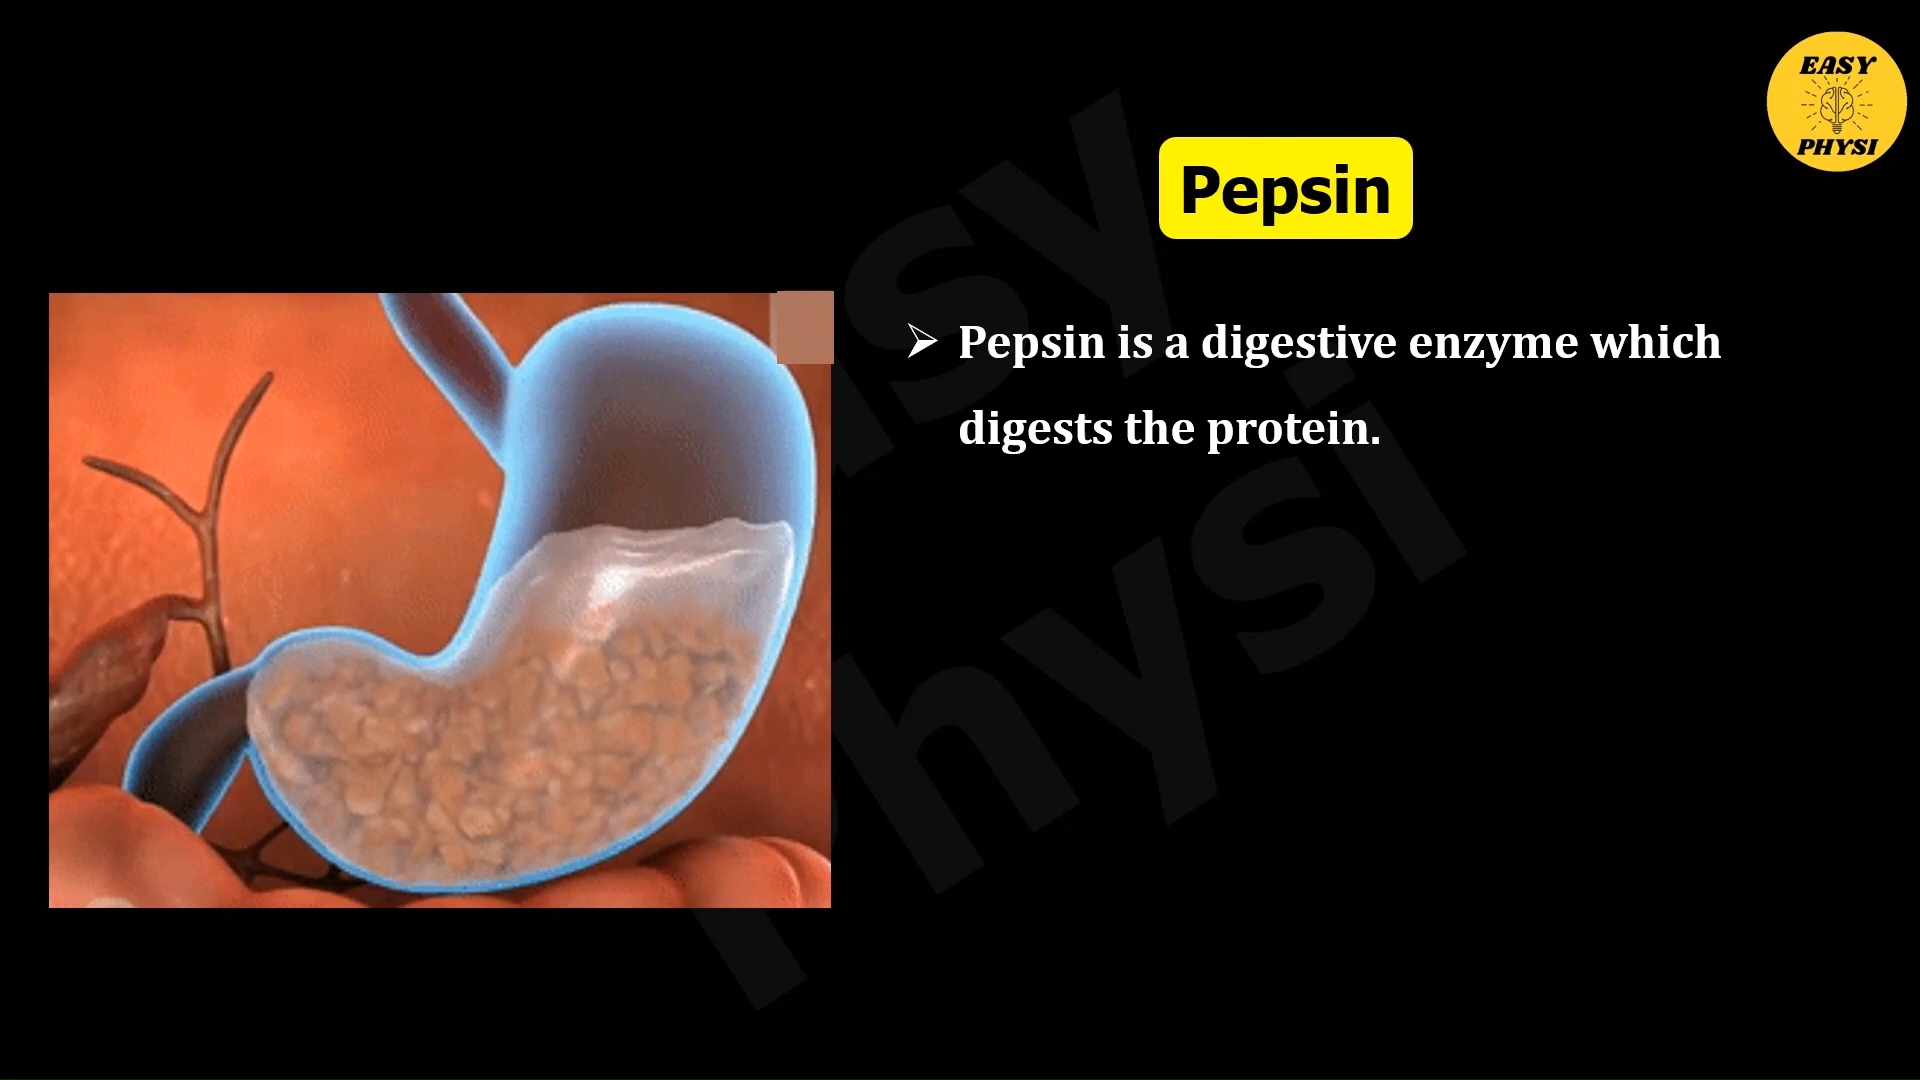 EASY
PHYSI
Pepsin
➢ Pepsin is a digestive enzyme which
digests the protein.
Easy
Physi